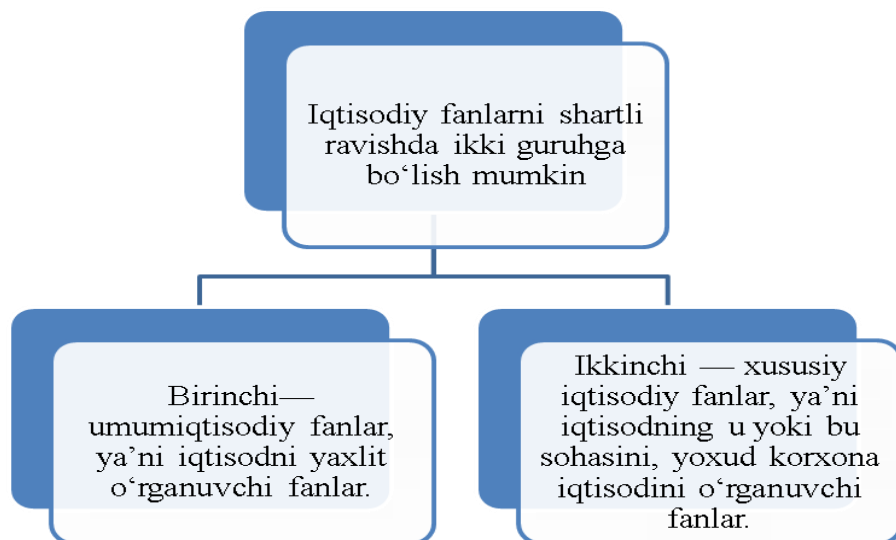 Iqtisodiy fanlarni shartli
ravishda ikki guruhga
bo‘lish mumkin
Birinchi—
umumiqtisodiy fanlar,
ya’ni iqtisodni yaxlit
o‘rganuvchi fanlar.
Ikkinchi — xususiy
iqtisodiy fanlar, ya’ni
iqtisodning u yoki bu
sohasini, yoxud korxona
iqtisodini o‘rganuvchi
fanlar.